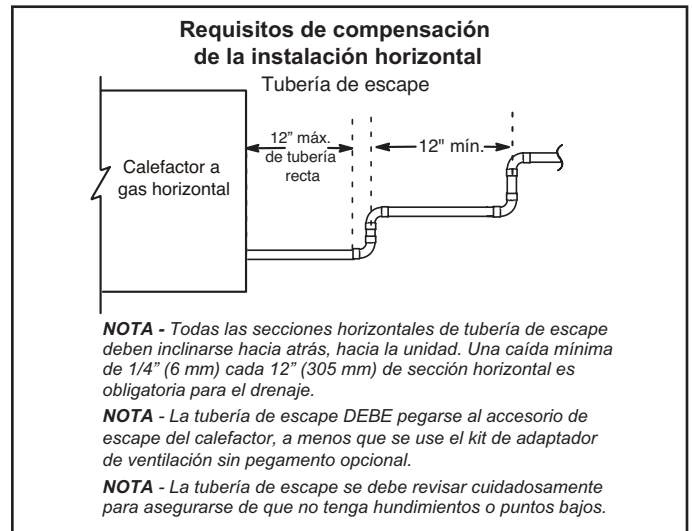 Requisitos de compensación
de la instalación horizontal
Tubería de escape
12” máx.
de tubería
recta
12" mín.
Calefactor a
gas horizontal
NOTA - Todas las secciones horizontales de tubería de escape
deben inclinarse hacia atrás, hacia la unidad. Una caída mínima
de 1/4” (6 mm) cada 12” (305 mm) de sección horizontal es
obligatoria para el drenaje.
NOTA - La tubería de escape DEBE pegarse al accesorio de
escape del calefactor, a menos que se use el kit de adaptador
de ventilación sin pegamento opcional.
NOTA - La tubería de escape se debe revisar cuidadosamente
para asegurarse de que no tenga hundimientos o puntos bajos.